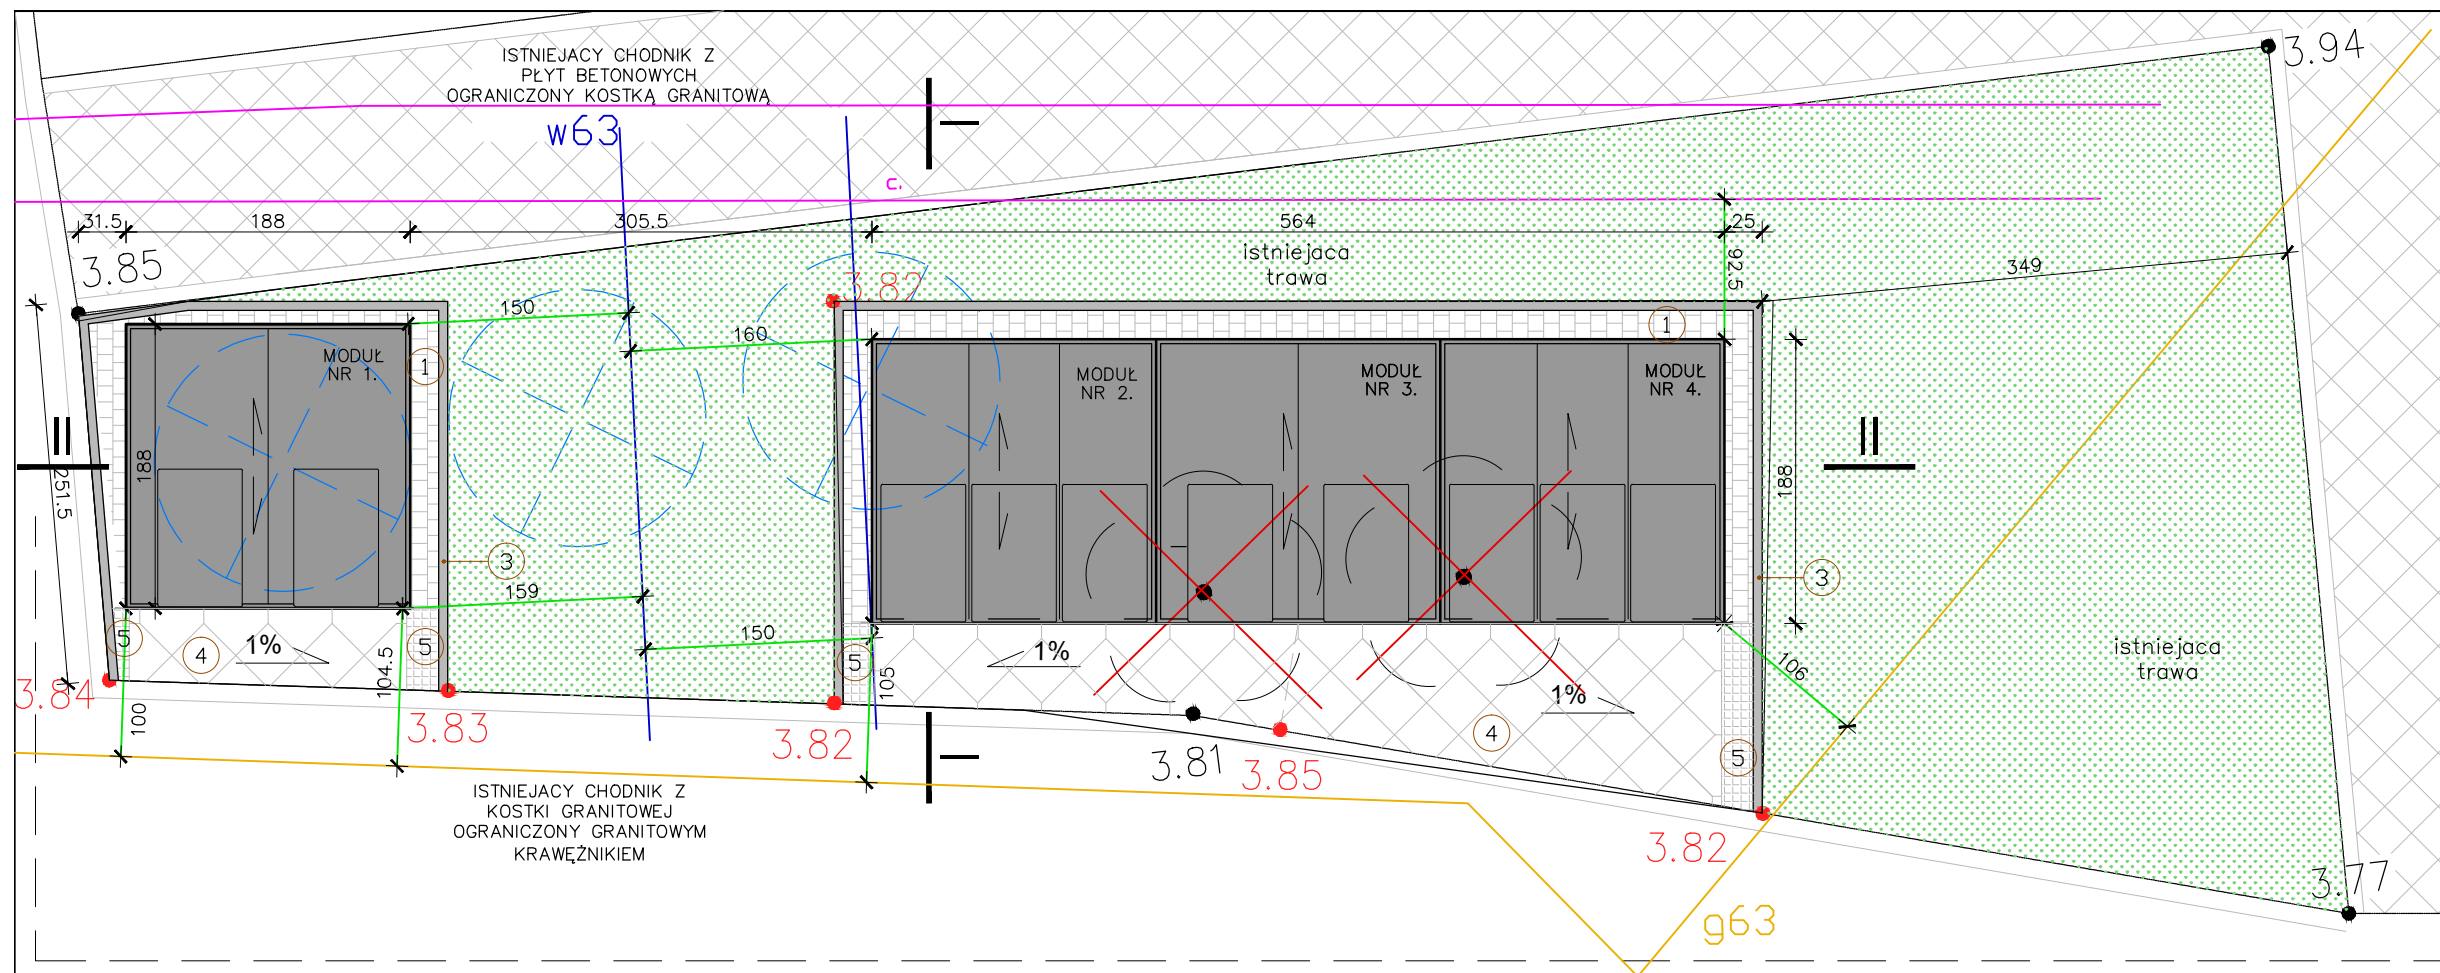 ISTNIEJACY CHODNIK Z
PŁYT BETONOWYCH
OGRANICZONY KOSTKĄ GRANITOWĄ
3.94
w63
c.
31.5
188
305.5
564
25
92.5
349
istniejaca
trawa
3.85
3.82
150
160
1
1
MODUŁ
NR 1.
MODUŁ
NR 2.
MODUŁ
NR 3.
MODUŁ
NR 4.
I
II
II
188
188
251.5
3
3
159
150
5
4
1%
5
5
1%
104.5
105
100
106
istniejaca
trawa
3.84
3.83
3.82
3.81
3.85
1%
4
5
I
3.82
3.77
g63
ISTNIEJACY CHODNIK Z
KOSTKI GRANITOWEJ
OGRANICZONY GRANITOWYM
KRAWĘŻNIKIEM